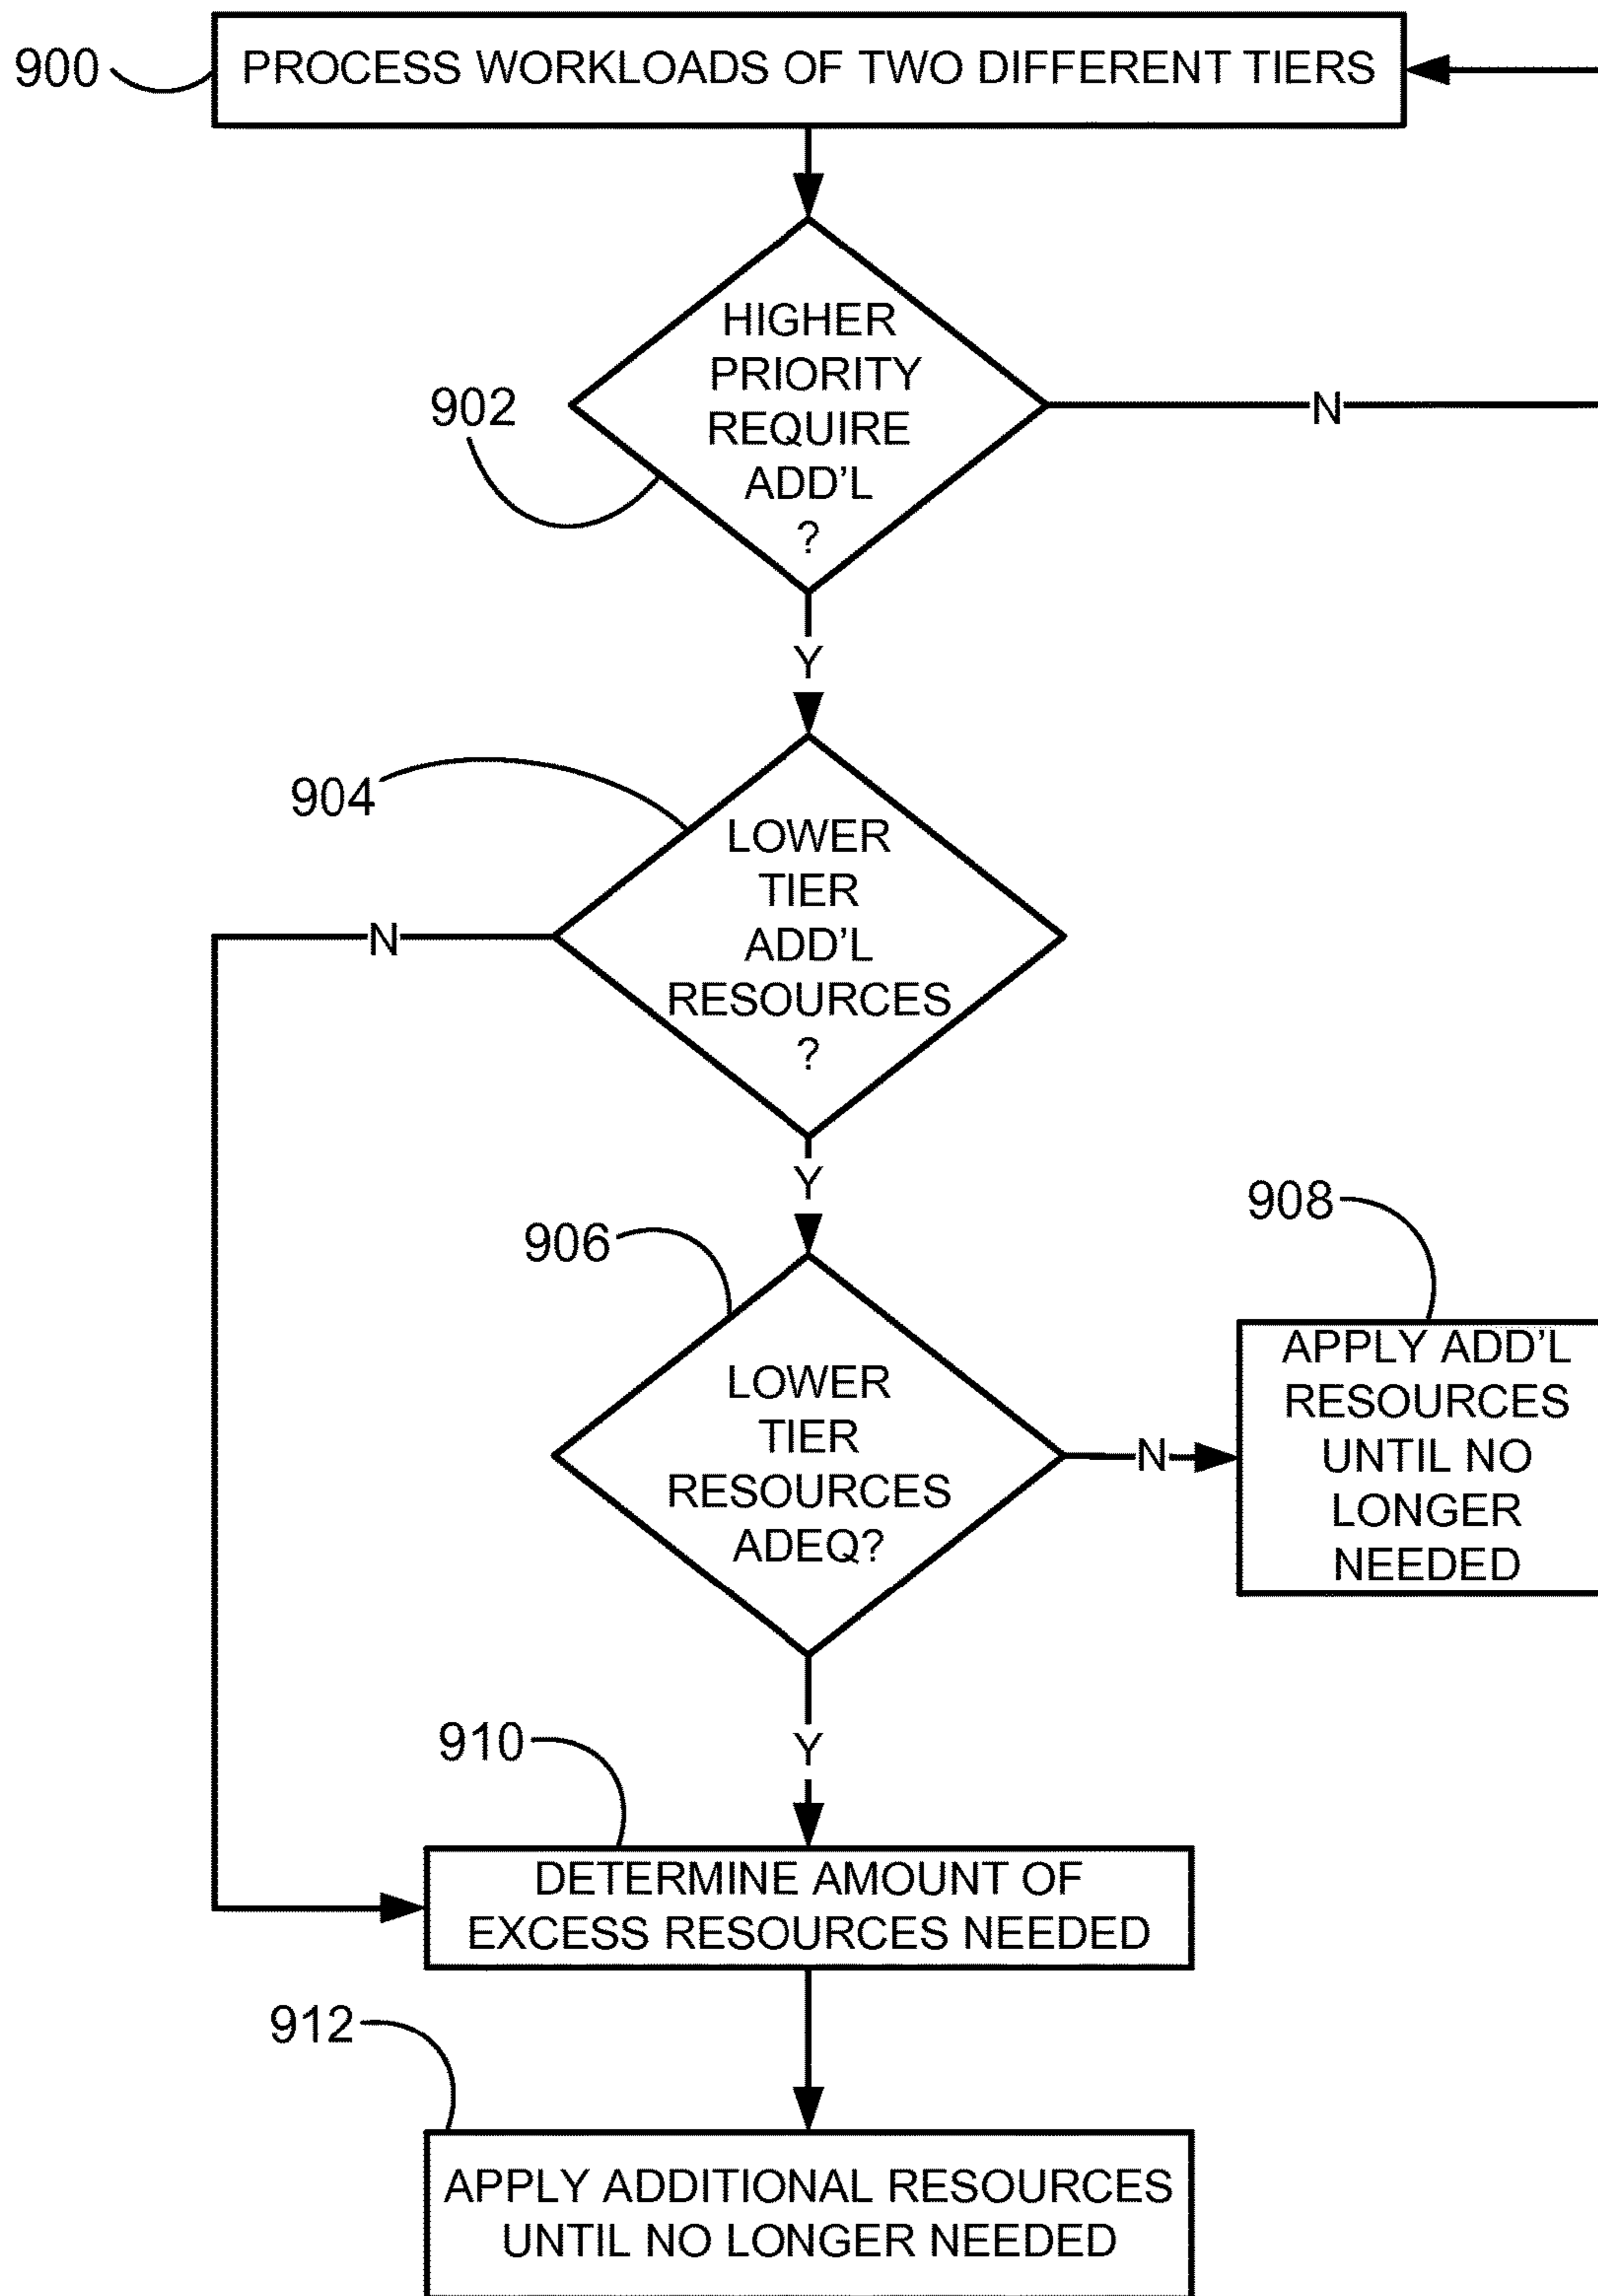 900
PROCESS WORKLOADS OF TWO DIFFERENT TIERS
902
HIGHER
PRIORITY
REQUIRE
ADD'L
?
N
Y
904
LOWER
TIER
ADD'L
RESOURCES
?
N
Y
906
LOWER
TIER
RESOURCES
ADEQ?
N
908
APPLY ADD'L
RESOURCES
UNTIL NO
LONGER
NEEDED
Y
910
DETERMINE AMOUNT OF
EXCESS RESOURCES NEEDED
912
APPLY ADDITIONAL RESOURCES
UNTIL NO LONGER NEEDED